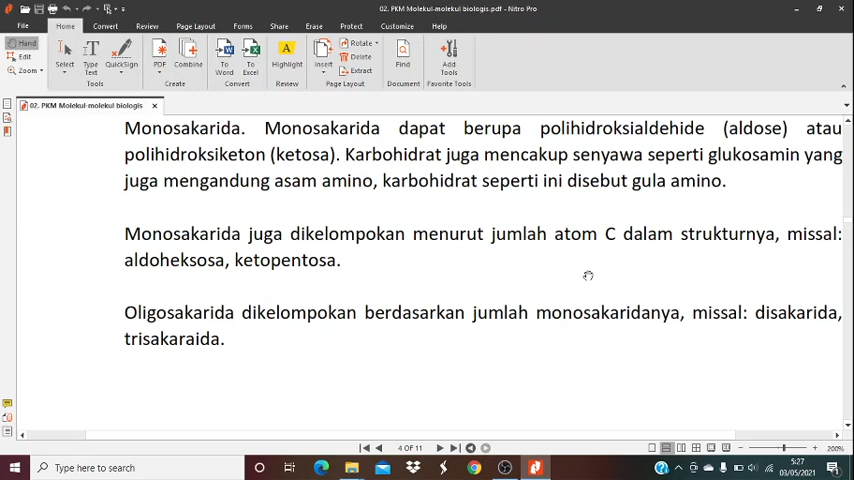 02. PKM Molekul-molekul biologis.pdf - Nitro Pro
File Home Convert Review Page Layout Forms Share Erase Protect Customize Help
Hand
Edit
Zoom
Select
Type Text
QuickSign
Tools
PDF
Combine
Create
To Word
To Excel
Convert
Highlight
Review
Insert
Rotate
Delete
Extract
Page Layout
Find
Document
Add Tools
Favorite Tools
02. PKM Molekul-molekul biologis
Monosakarida. Monosakarida dapat berupa polihidroksialdehide (aldose) atau
polihidroksiketon (ketosa). Karbohidrat juga mencakup senyawa seperti glukosamin yang
juga mengandung asam amino, karbohidrat seperti ini disebut gula amino.
Monosakarida juga dikelompokan menurut jumlah atom C dalam strukturnya, missal:
aldoheksosa, ketopentosa.
Oligosakarida dikelompokan berdasarkan jumlah monosakaridanya, missal: disakarida,
trisakaraida.
4 OF 11
200%
Type here to search
5:27
03/05/2021